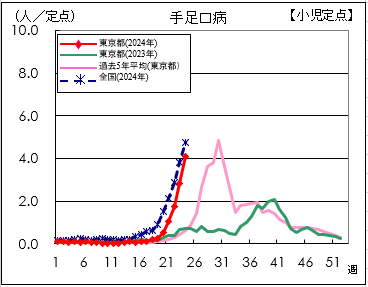 (人／定点) 手足口病 【小児定点】
10.0
8.0
6.0
4.0
2.0
0.0
東京都(2024年)
東京都(2023年)
過去5年平均(東京都)
全国(2024年)
1 6 11 16 21 26 31 36 41 46 51 週